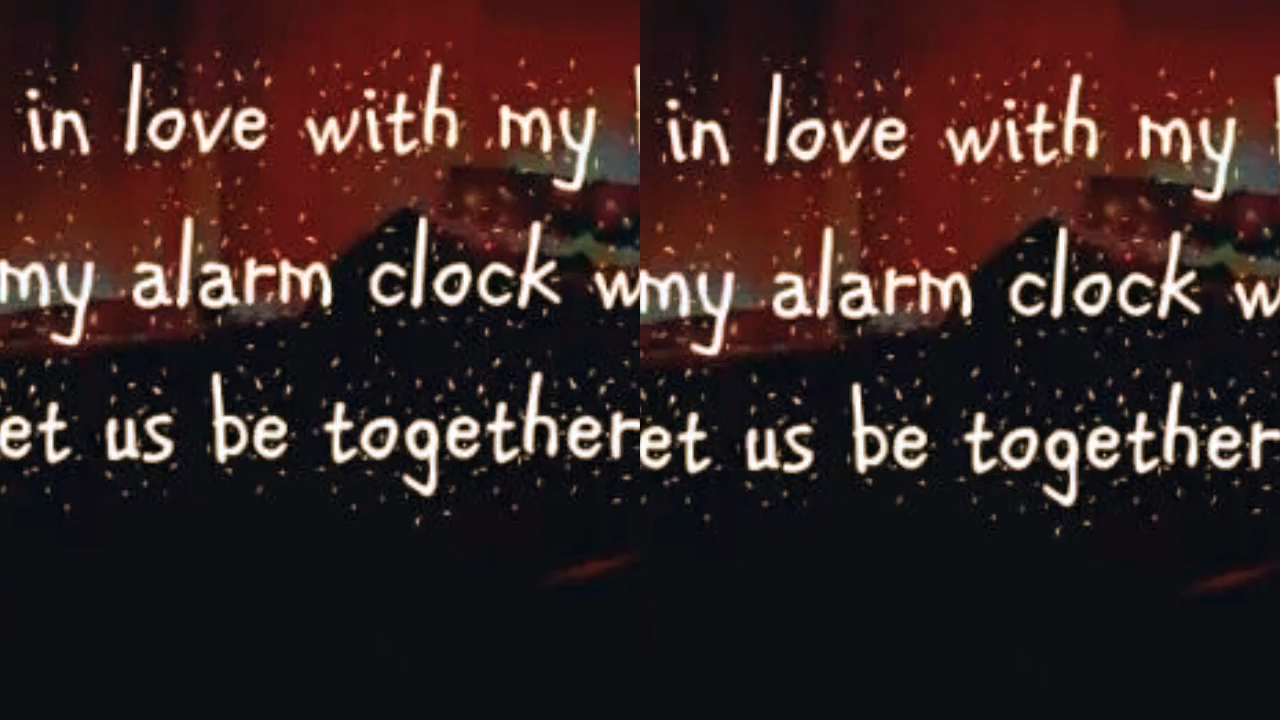 in love with my in love with my
my alarm clock w my alarm clock w
et us be together et us be together